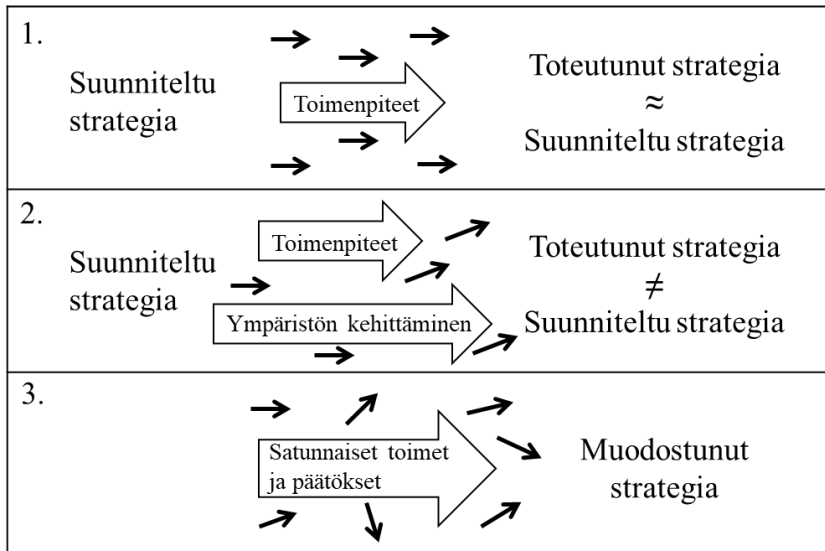 1.
Suunniteltu
strategia
Toimenpiteet
Toteutunut strategia
≈
Suunniteltu strategia
2.
Suunniteltu
strategia
Toimenpiteet
Ympäristön kehittäminen
Toteutunut strategia
≠
Suunniteltu strategia
3.
Satunnaiset toimet
ja päätökset
Muodostunut
strategia